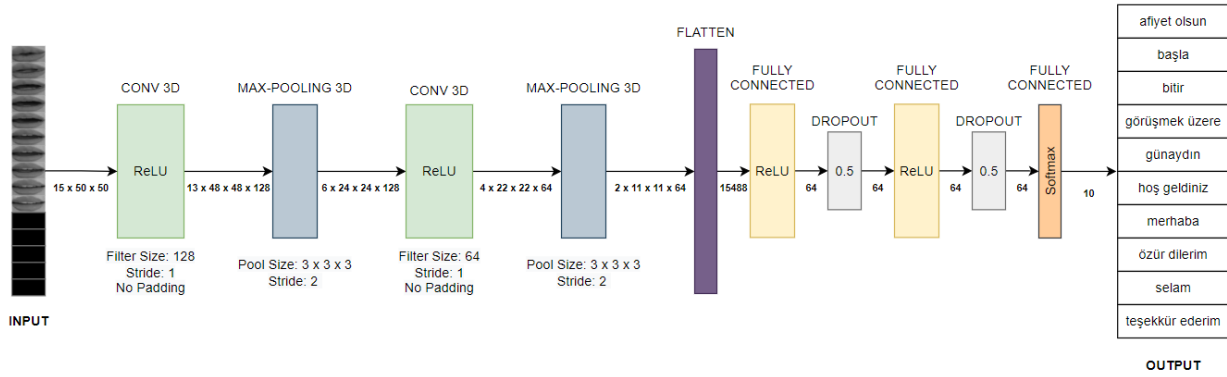 INPUT
15 x 50 x 50
CONV 3D
ReLU
Filter Size: 128
Stride: 1
No Padding
13 x 48 x 48 x 128
MAX-POOLING 3D
Pool Size: 3 x 3 x 3
Stride: 2
6 x 24 x 24 x 128
CONV 3D
ReLU
Filter Size: 64
Stride: 1
No Padding
4 x 22 x 22 x 64
MAX-POOLING 3D
Pool Size: 3 x 3 x 3
Stride: 2
2 x 11 x 11 x 64
FLATTEN
15488
FULLY
CONNECTED
ReLU
64
DROPOUT
0.5
64
FULLY
CONNECTED
ReLU
64
DROPOUT
0.5
64
FULLY
CONNECTED
Softmax
10
afiyet olsun
başla
bitir
görüşmek üzere
günaydın
hoş geldiniz
merhaba
özür dilerim
selam
teşekkür ederim
OUTPUT